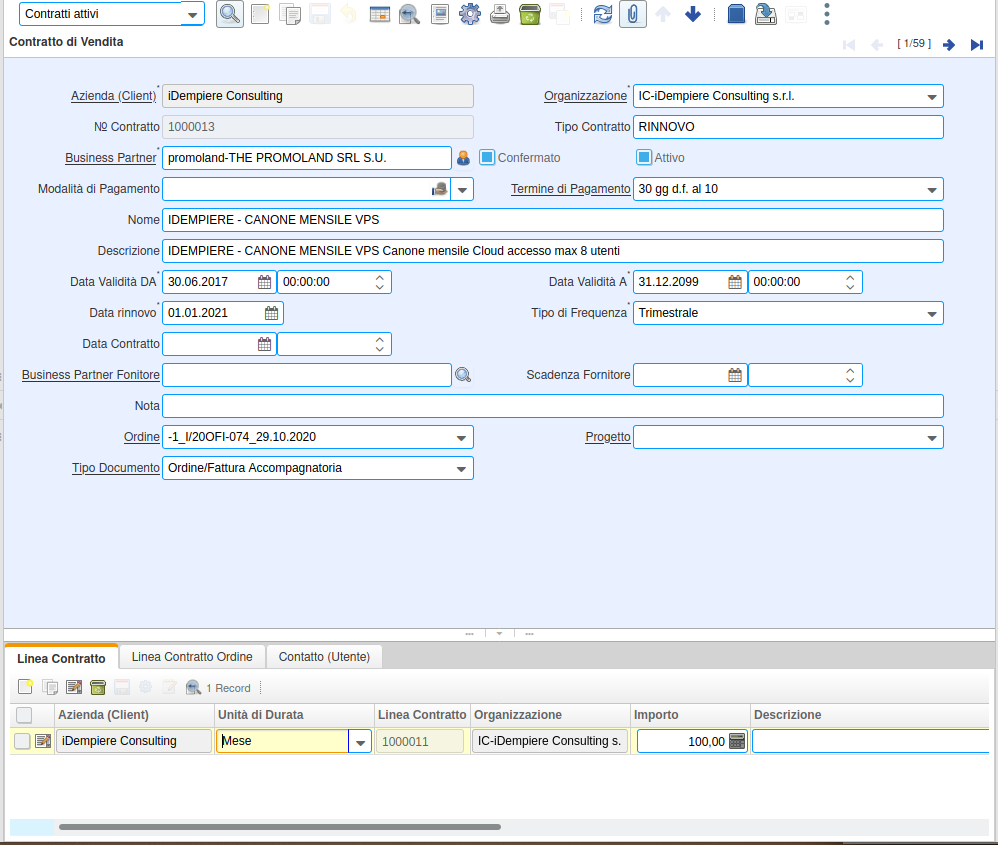 Contratti attivi
Contratto di Vendita
[ 1/59 ]
Azienda (Client) iDempiere Consulting
Organizzazione IC-iDempiere Consulting s.r.l.
Nº Contratto 1000013
Tipo Contratto RINNOVO
Business Partner promoland-THE PROMOLAND SRL S.U.
Confermato
Attivo
Modalità di Pagamento
Termine di Pagamento 30 gg d.f. al 10
Nome IDEMPIERE - CANONE MENSILE VPS
Descrizione IDEMPIERE - CANONE MENSILE VPS Canone mensile Cloud accesso max 8 utenti
Data Validità DA 30.06.2017 00:00:00
Data Validità A 31.12.2099 00:00:00
Data rinnovo 01.01.2021
Tipo di Frequenza Trimestrale
Data Contratto
Business Partner Fonitore
Scadenza Fornitore
Nota
Ordine -1_I/20OFI-074_29.10.2020
Progetto
Tipo Documento Ordine/Fattura Accompagnatoria
Linea Contratto Linea Contratto Ordine Contatto (Utente)
1 Record
Azienda (Client) Unità di Durata Linea Contratto Organizzazione Importo Descrizione
iDempiere Consulting Mese 1000011 IC-iDempiere Consulting s. 100,00